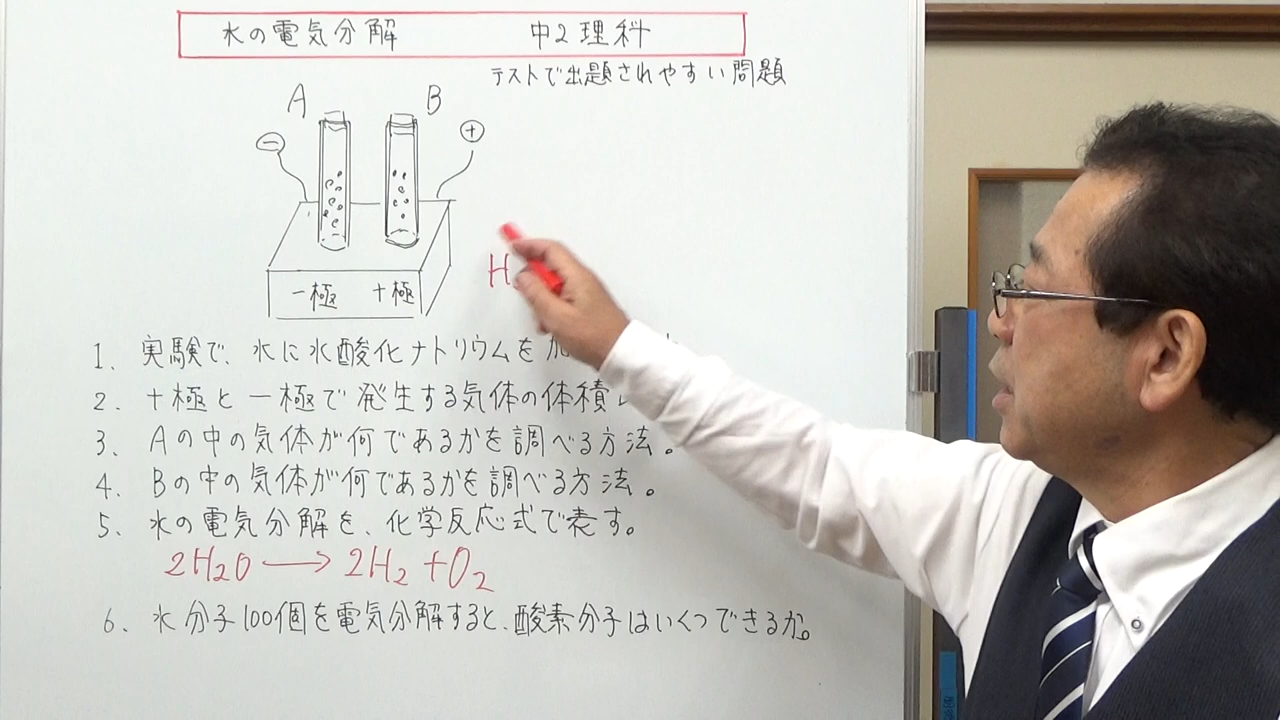 水の電気分解 中2理科
テストで出題されやすい問題
A B
− +
−極 +極
H
1. 実験で、水に水酸化ナトリウムを
2. +極と−極で発生する気体の体積
3. Aの中の気体が何であるかを調べる方法。
4. Bの中の気体が何であるかを調べる方法。
5. 水の電気分解を、化学反応式で表す。
2H₂O → 2H₂ + O₂
6. 水分子100個を電気分解すると、酸素分子はいくつできるか。